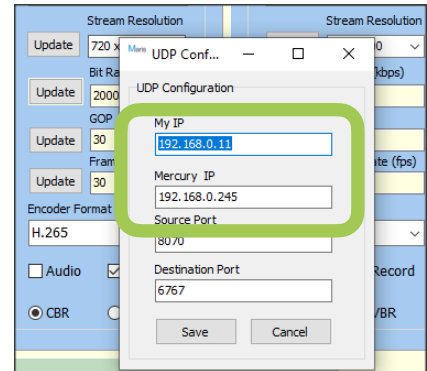 Stream Resolution
Stream Resolution
Update
720 x
UDP Conf...
Bit Ra
kbps)
Update
2000
UDP Configuration
GOP
My IP
Update
30
192.168.0.11
Fram
te (fps)
Mercury IP
Update
30
192.168.0.245
Encoder Format
Source Port
H.265
8070
Audio
Destination Port
Record
6767
CBR
VBR
Save
Cancel